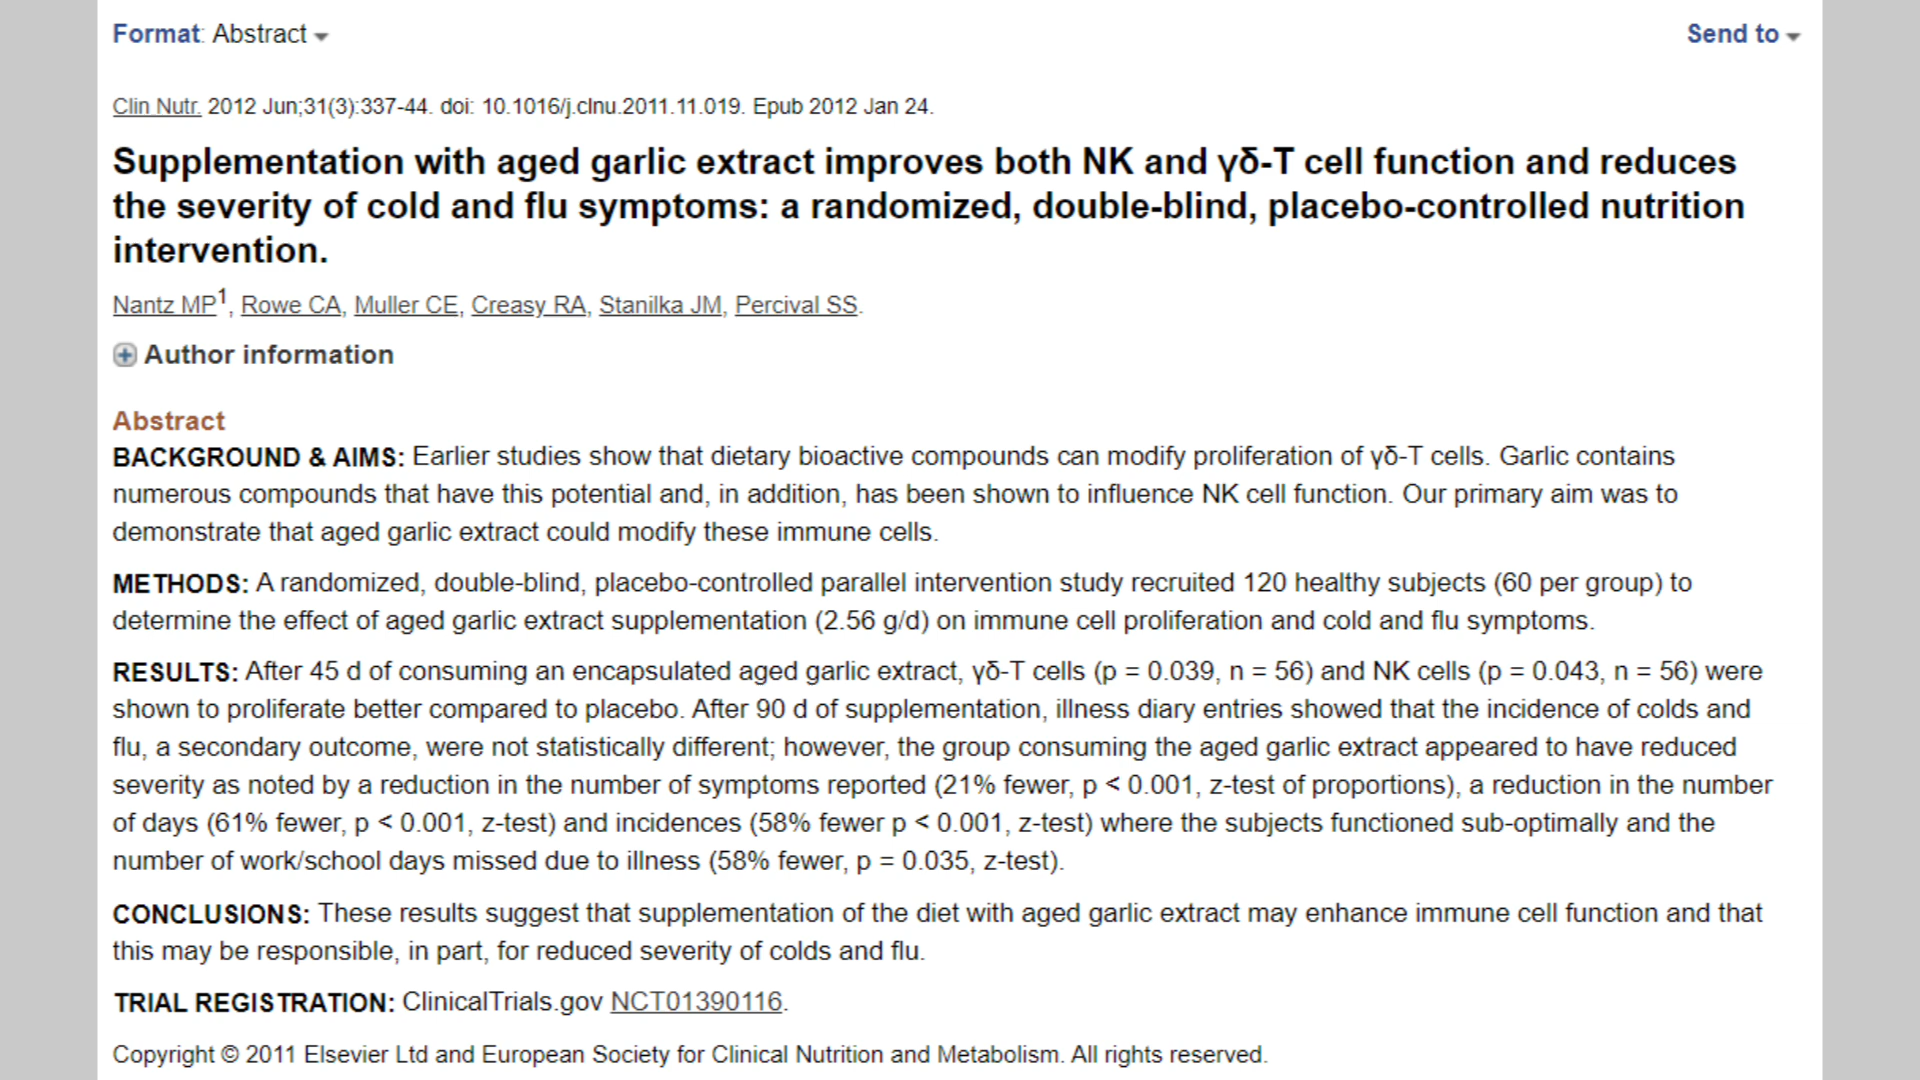 Format: Abstract
Send to
Clin Nutr. 2012 Jun;31(3):337-44. doi: 10.1016/j.clnu.2011.11.019. Epub 2012 Jan 24.
Supplementation with aged garlic extract improves both NK and γδ-T cell function and reduces
the severity of cold and flu symptoms: a randomized, double-blind, placebo-controlled nutrition
intervention.
Nantz MP1, Rowe CA, Muller CE, Creasy RA, Stanilka JM, Percival SS.
Author information
Abstract
BACKGROUND & AIMS: Earlier studies show that dietary bioactive compounds can modify proliferation of γδ-T cells. Garlic contains
numerous compounds that have this potential and, in addition, has been shown to influence NK cell function. Our primary aim was to
demonstrate that aged garlic extract could modify these immune cells.
METHODS: A randomized, double-blind, placebo-controlled parallel intervention study recruited 120 healthy subjects (60 per group) to
determine the effect of aged garlic extract supplementation (2.56 g/d) on immune cell proliferation and cold and flu symptoms.
RESULTS: After 45 d of consuming an encapsulated aged garlic extract, γδ-T cells (p = 0.039, n = 56) and NK cells (p = 0.043, n = 56) were
shown to proliferate better compared to placebo. After 90 d of supplementation, illness diary entries showed that the incidence of colds and
flu, a secondary outcome, were not statistically different; however, the group consuming the aged garlic extract appeared to have reduced
severity as noted by a reduction in the number of symptoms reported (21% fewer, p < 0.001, z-test of proportions), a reduction in the number
of days (61% fewer, p < 0.001, z-test) and incidences (58% fewer p < 0.001, z-test) where the subjects functioned sub-optimally and the
number of work/school days missed due to illness (58% fewer, p = 0.035, z-test).
CONCLUSIONS: These results suggest that supplementation of the diet with aged garlic extract may enhance immune cell function and that
this may be responsible, in part, for reduced severity of colds and flu.
TRIAL REGISTRATION: ClinicalTrials.gov NCT01390116.
Copyright © 2011 Elsevier Ltd and European Society for Clinical Nutrition and Metabolism. All rights reserved.